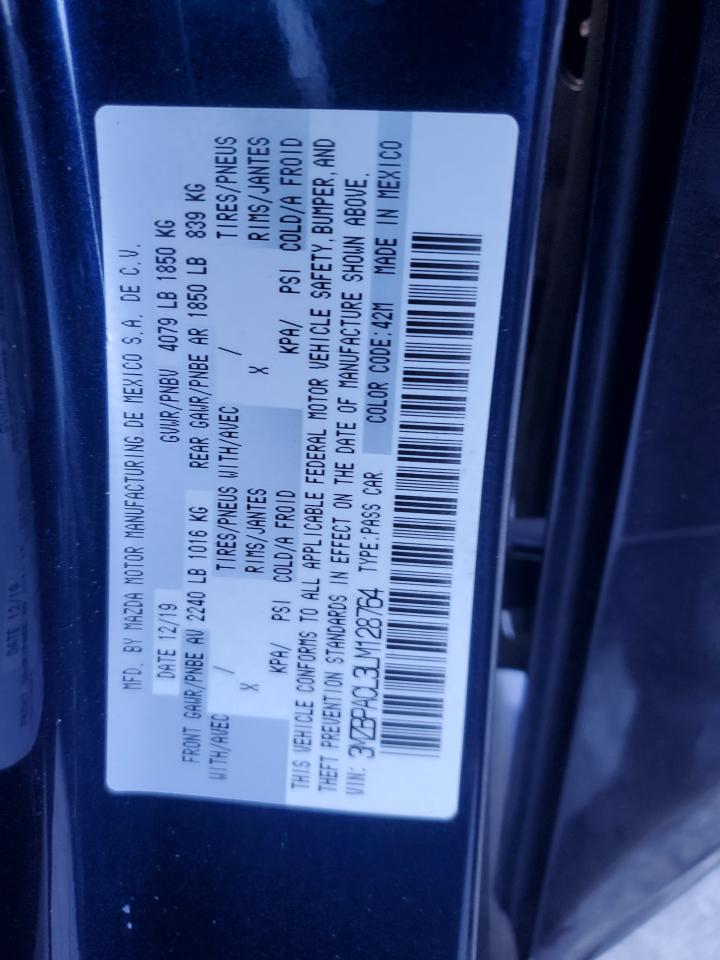 MFD. BY MAZDA MOTOR MANUFACTURING DE MEXICO S.A. DE C.V.
DATE 12/19 GVWR/PNBV 4079 LB 1850 KG
FRONT GAWR/PNBE AV 2240 LB 1016 KG REAR GAWR/PNBE AR 1850 LB 839 KG
WITH/AVEC / TIRES/PNEUS WITH/AVEC / TIRES/PNEUS
X RIMS/JANTES X RIMS/JANTES
KPA/ PSI COLD/A FROID KPA/ PSI COLD/A FROID
THIS VEHICLE CONFORMS TO ALL APPLICABLE FEDERAL MOTOR VEHICLE SAFETY, BUMPER, AND
THEFT PREVENTION STANDARDS IN EFFECT ON THE DATE OF MANUFACTURE SHOWN ABOVE.
VIN: 3MZBPACL3LM128764 TYPE:PASS CAR COLOR CODE:42M MADE IN MEXICO
DATE 12/19